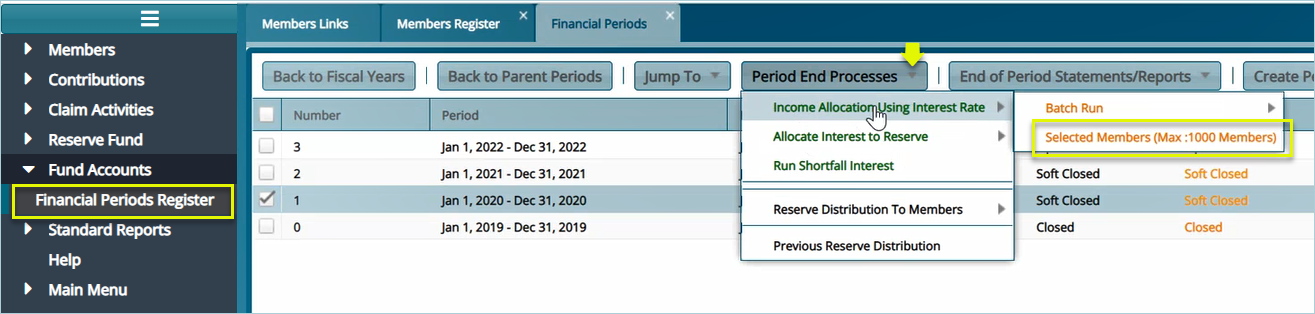 Members Links
Members Register
Financial Periods
Members
Contributions
Claim Activities
Reserve Fund
Fund Accounts
Financial Periods Register
Standard Reports
Help
Main Menu
Back to Fiscal Years
Back to Parent Periods
Jump To
Period End Processes
End of Period Statements/Reports
Income Allocation Using Interest Rate
Allocate Interest to Reserve
Run Shortfall Interest
Reserve Distribution To Members
Previous Reserve Distribution
Batch Run
Selected Members (Max :1000 Members)
Number Period
3 Jan 1, 2022 - Dec 31, 2022
2 Jan 1, 2021 - Dec 31, 2021 Soft Closed Soft Closed
1 Jan 1, 2020 - Dec 31, 2020 Soft Closed Soft Closed
0 Jan 1, 2019 - Dec 31, 2019 Closed Closed